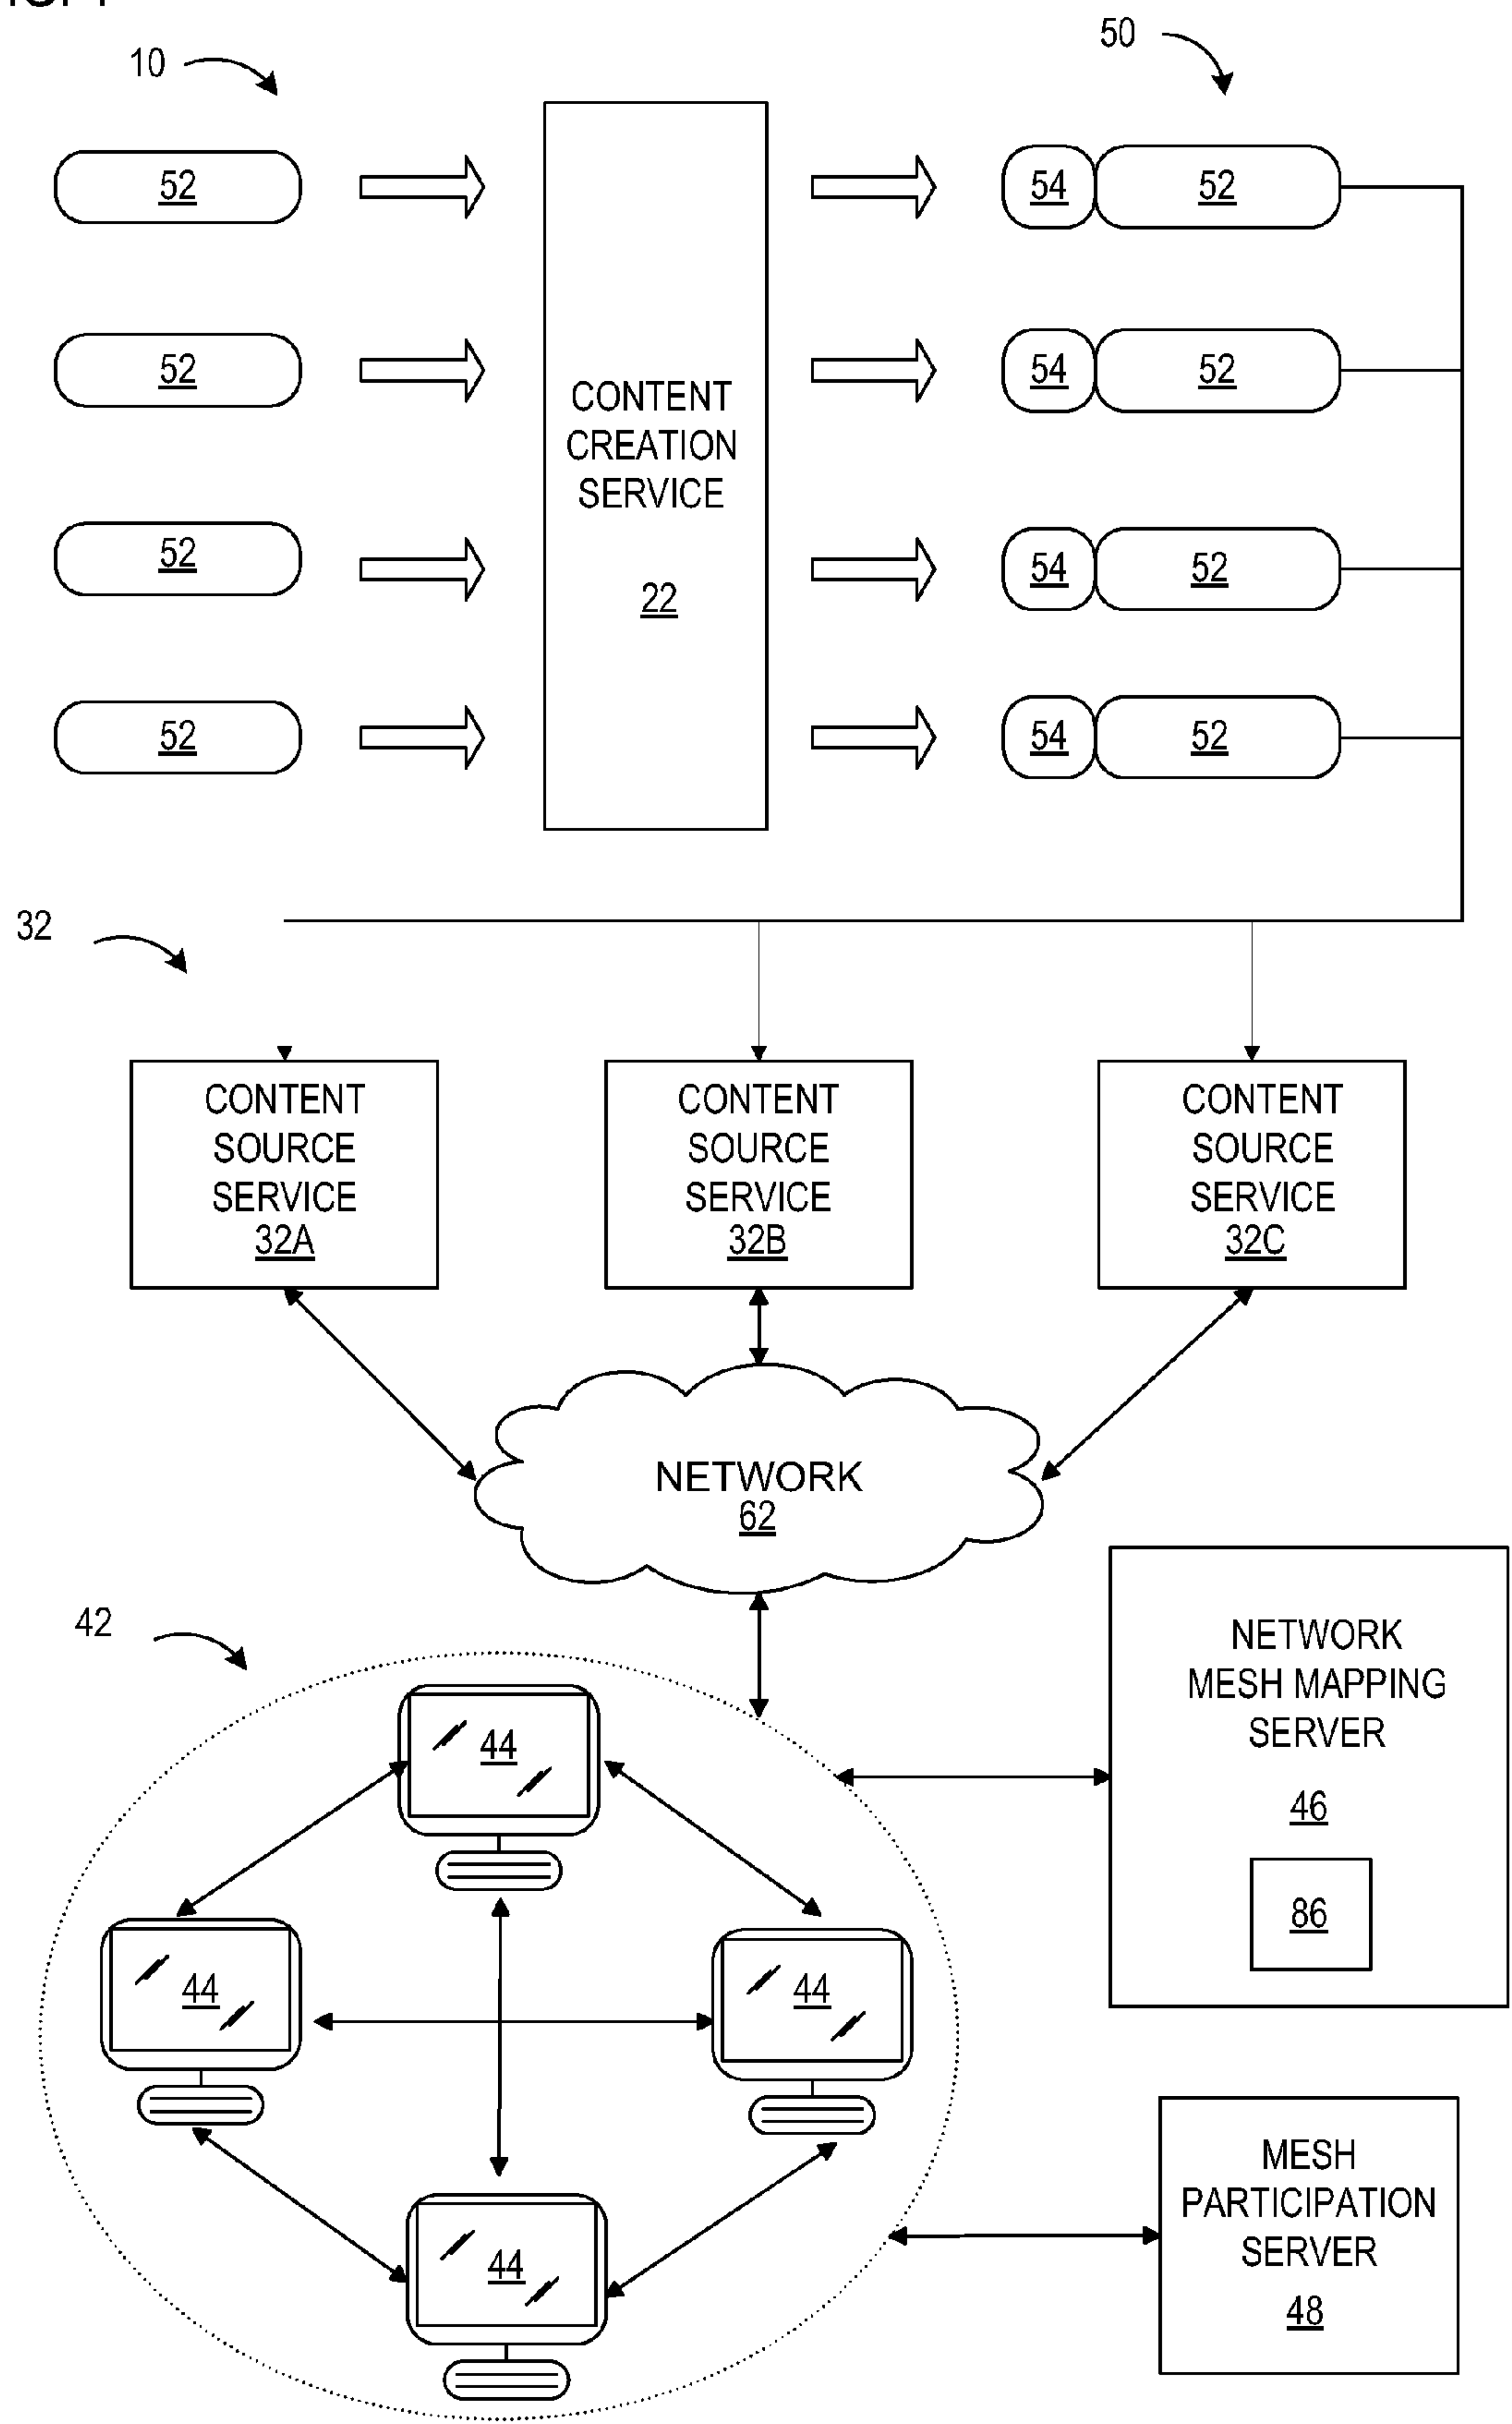 10
50
52
54 52
52
54 52
CONTENT
CREATION
SERVICE
22
52
54 52
52
54 52
32
CONTENT
SOURCE
SERVICE
32A
CONTENT
SOURCE
SERVICE
32B
CONTENT
SOURCE
SERVICE
32C
NETWORK
62
42
44
44
44
44
NETWORK
MESH MAPPING
SERVER
46
86
MESH
PARTICIPATION
SERVER
48